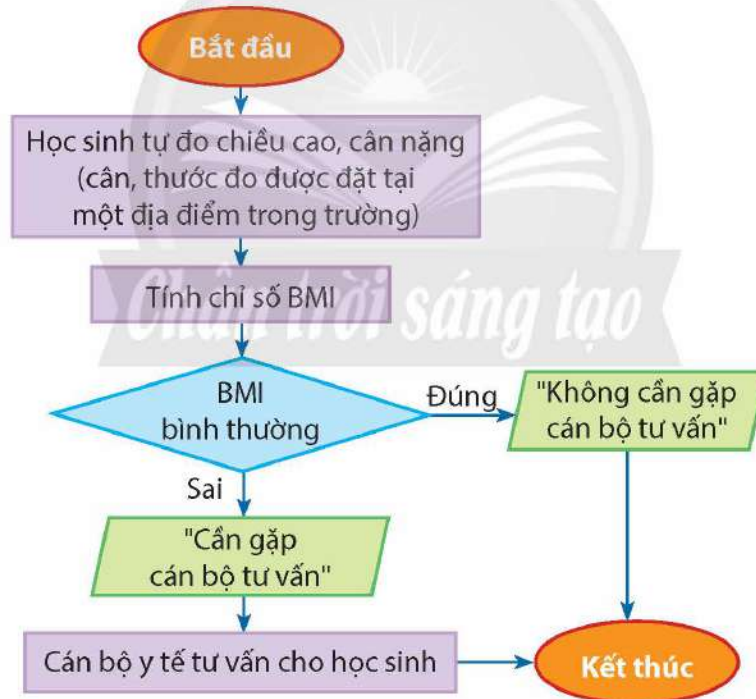 Bắt đầu
Học sinh tự đo chiều cao, cân nặng
(cân, thước đo được đặt tại
một địa điểm trong trường)
Tính chỉ số BMI
Chân trời sáng tạo
BMI
bình thường
Đúng
"Không cần gặp
cán bộ tư vấn"
Sai
"Cần gặp
cán bộ tư vấn"
Cán bộ y tế tư vấn cho học sinh
Kết thúc